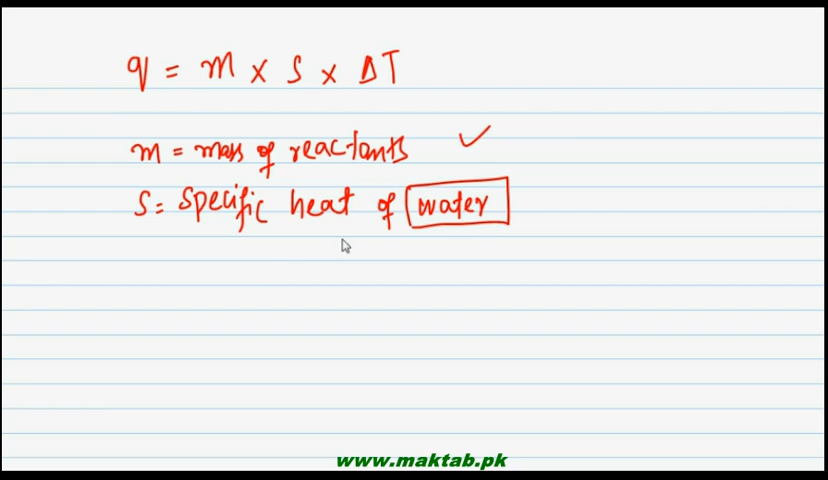 q = m × s × ΔT
m = mass of reactants ✓
S = Specific heat of water
www.maktab.pk